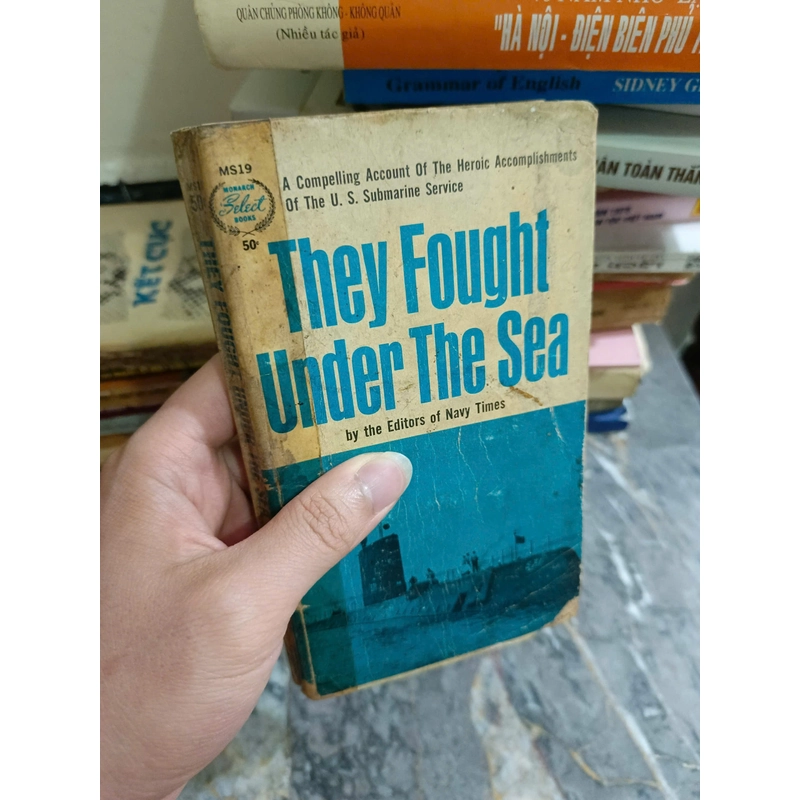 QUÂN CHỦNG PHÒNG KHÔNG - KHÔNG QUÂN
(Nhiều tác giả)
"HÀ NỘI - ĐIỆN BIÊN PHỦ
Grammar of English SIDNEY
TOÀN
KẾT CỤC
MS19
MONARCH
Select
BOOKS
50¢
A Compelling Account Of The Heroic Accomplishments
Of The U. S. Submarine Service
They Fought
Under The Sea
by the Editors of Navy Times
THEY FOUGHT UNDER